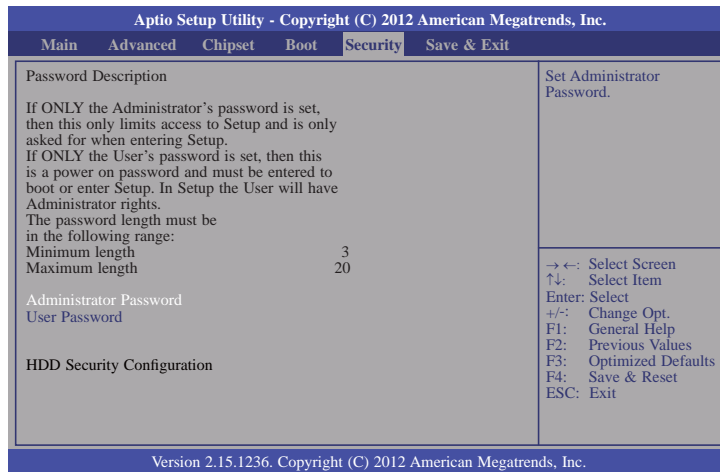 Aptio Setup Utility - Copyright (C) 2012 American Megatrends, Inc.
Main Advanced Chipset Boot Security Save & Exit
Password Description
If ONLY the Administrator's password is set,
then this only limits access to Setup and is only
asked for when entering Setup.
If ONLY the User's password is set, then this
is a power on password and must be entered to
boot or enter Setup. In Setup the User will have
Administrator rights.
The password length must be
in the following range:
Minimum length 3
Maximum length 20
Administrator Password
User Password
HDD Security Configuration
Set Administrator
Password.
→←: Select Screen
↑↓: Select Item
Enter: Select
+/-: Change Opt.
F1: General Help
F2: Previous Values
F3: Optimized Defaults
F4: Save & Reset
ESC: Exit
Version 2.15.1236. Copyright (C) 2012 American Megatrends, Inc.